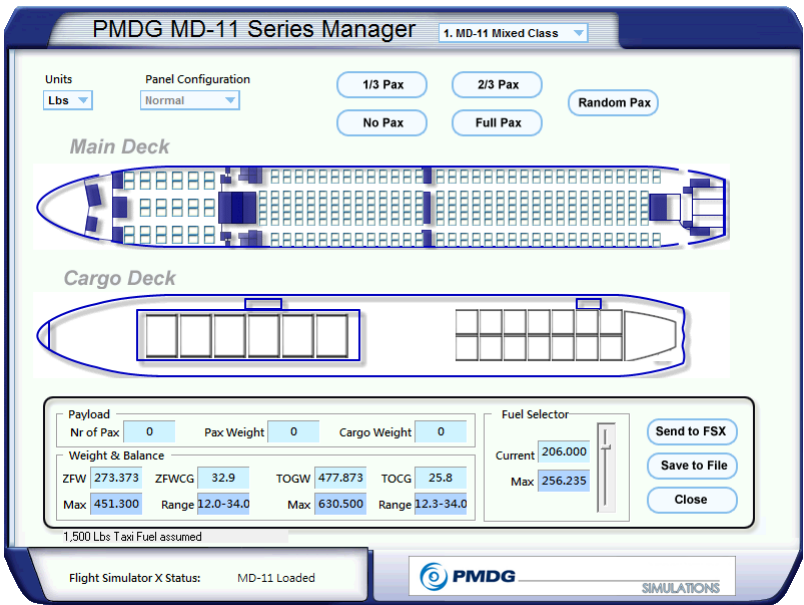 PMDG MD-11 Series Manager 1. MD-11 Mixed Class
Units Panel Configuration
Lbs Normal
1/3 Pax 2/3 Pax
Random Pax
No Pax Full Pax
Main Deck
Cargo Deck
Payload
Nr of Pax 0 Pax Weight 0 Cargo Weight 0
Weight & Balance
ZFW 273.373 ZFWCG 32.9 TOGW 477.873 TOCG 25.8
Max 451.300 Range 12.0-34.0 Max 630.500 Range 12.3-34.0
Fuel Selector
Current 206.000
Max 256.235
Send to FSX
Save to File
Close
1,500 Lbs Taxi Fuel assumed
Flight Simulator X Status: MD-11 Loaded
PMDG
SIMULATIONS